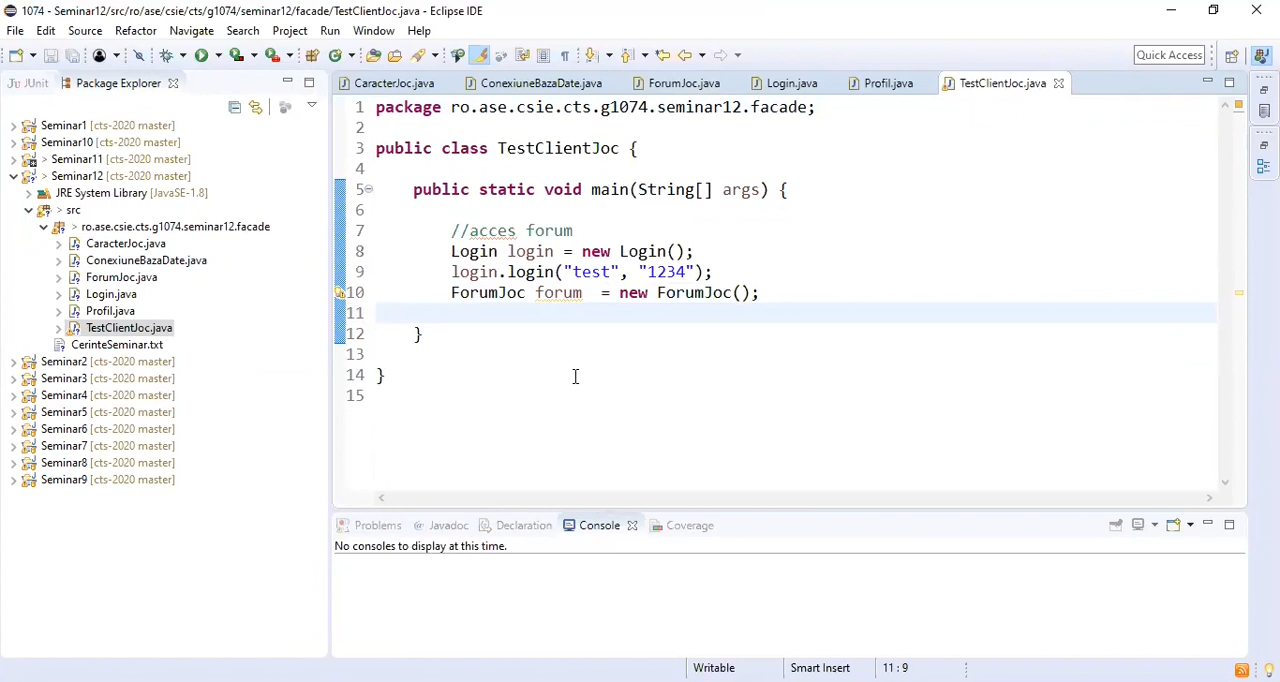 1074 - Seminar12/src/ro/ase/csie/cts/g1074/seminar12/facade/TestClientJoc.java - Eclipse IDE
File Edit Source Refactor Navigate Search Project Run Window Help
Quick Access
JUnit Package Explorer
Seminar1 [cts-2020 master]
Seminar10 [cts-2020 master]
> Seminar11 [cts-2020 master]
> Seminar12 [cts-2020 master]
JRE System Library [JavaSE-1.8]
> src
> ro.ase.csie.cts.g1074.seminar12.facade
CaracterJoc.java
ConexiuneBazaDate.java
ForumJoc.java
Login.java
Profil.java
TestClientJoc.java
CerinteSeminar.txt
Seminar2 [cts-2020 master]
Seminar3 [cts-2020 master]
Seminar4 [cts-2020 master]
Seminar5 [cts-2020 master]
Seminar6 [cts-2020 master]
Seminar7 [cts-2020 master]
Seminar8 [cts-2020 master]
Seminar9 [cts-2020 master]
CaracterJoc.java ConexiuneBazaDate.java ForumJoc.java Login.java Profil.java TestClientJoc.java
1 package ro.ase.csie.cts.g1074.seminar12.facade;
2
3 public class TestClientJoc {
4
5 public static void main(String[] args) {
6
7 //acces forum
8 Login login = new Login();
9 login.login("test", "1234");
10 ForumJoc forum = new ForumJoc();
11
12 }
13
14 }
15
Problems Javadoc Declaration Console Coverage
No consoles to display at this time.
Writable Smart Insert 11 : 9